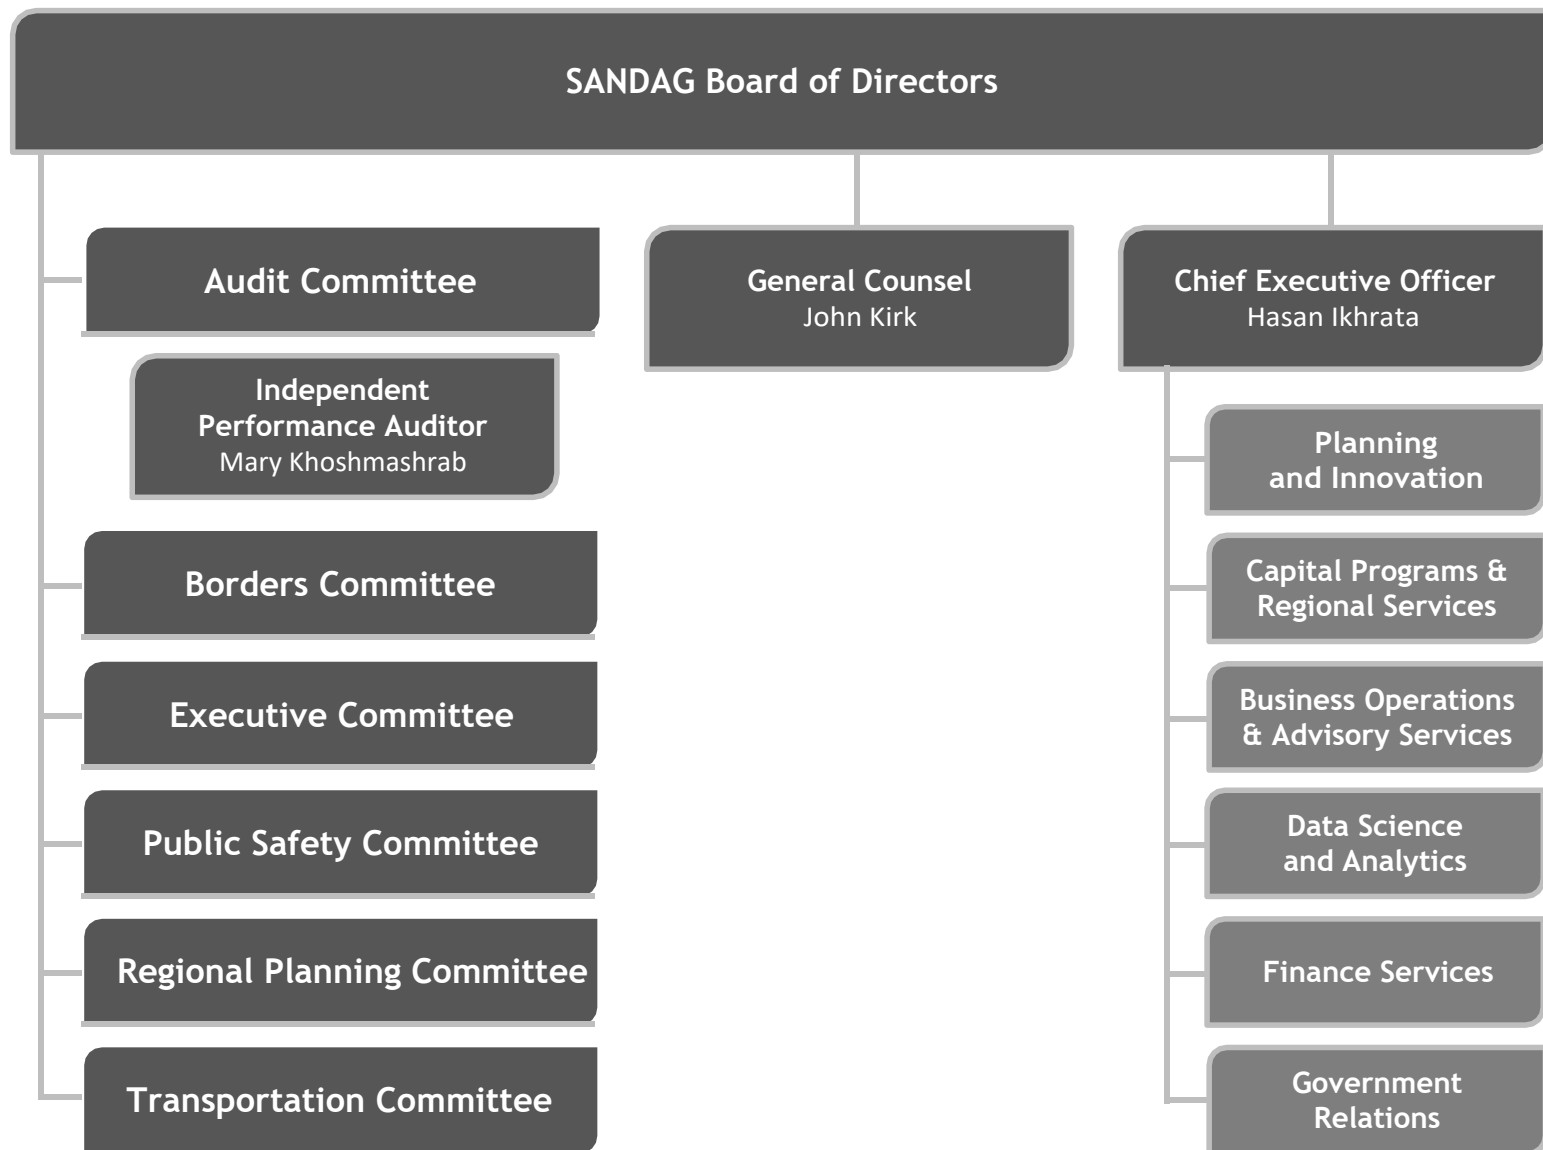 SANDAG Board of Directors
Audit Committee
Independent
Performance Auditor
Mary Khoshmashrab
Borders Committee
Executive Committee
Public Safety Committee
Regional Planning Committee
Transportation Committee
General Counsel
John Kirk
Chief Executive Officer
Hasan Ikhrata
Planning
and Innovation
Capital Programs &
Regional Services
Business Operations
& Advisory Services
Data Science
and Analytics
Finance Services
Government
Relations